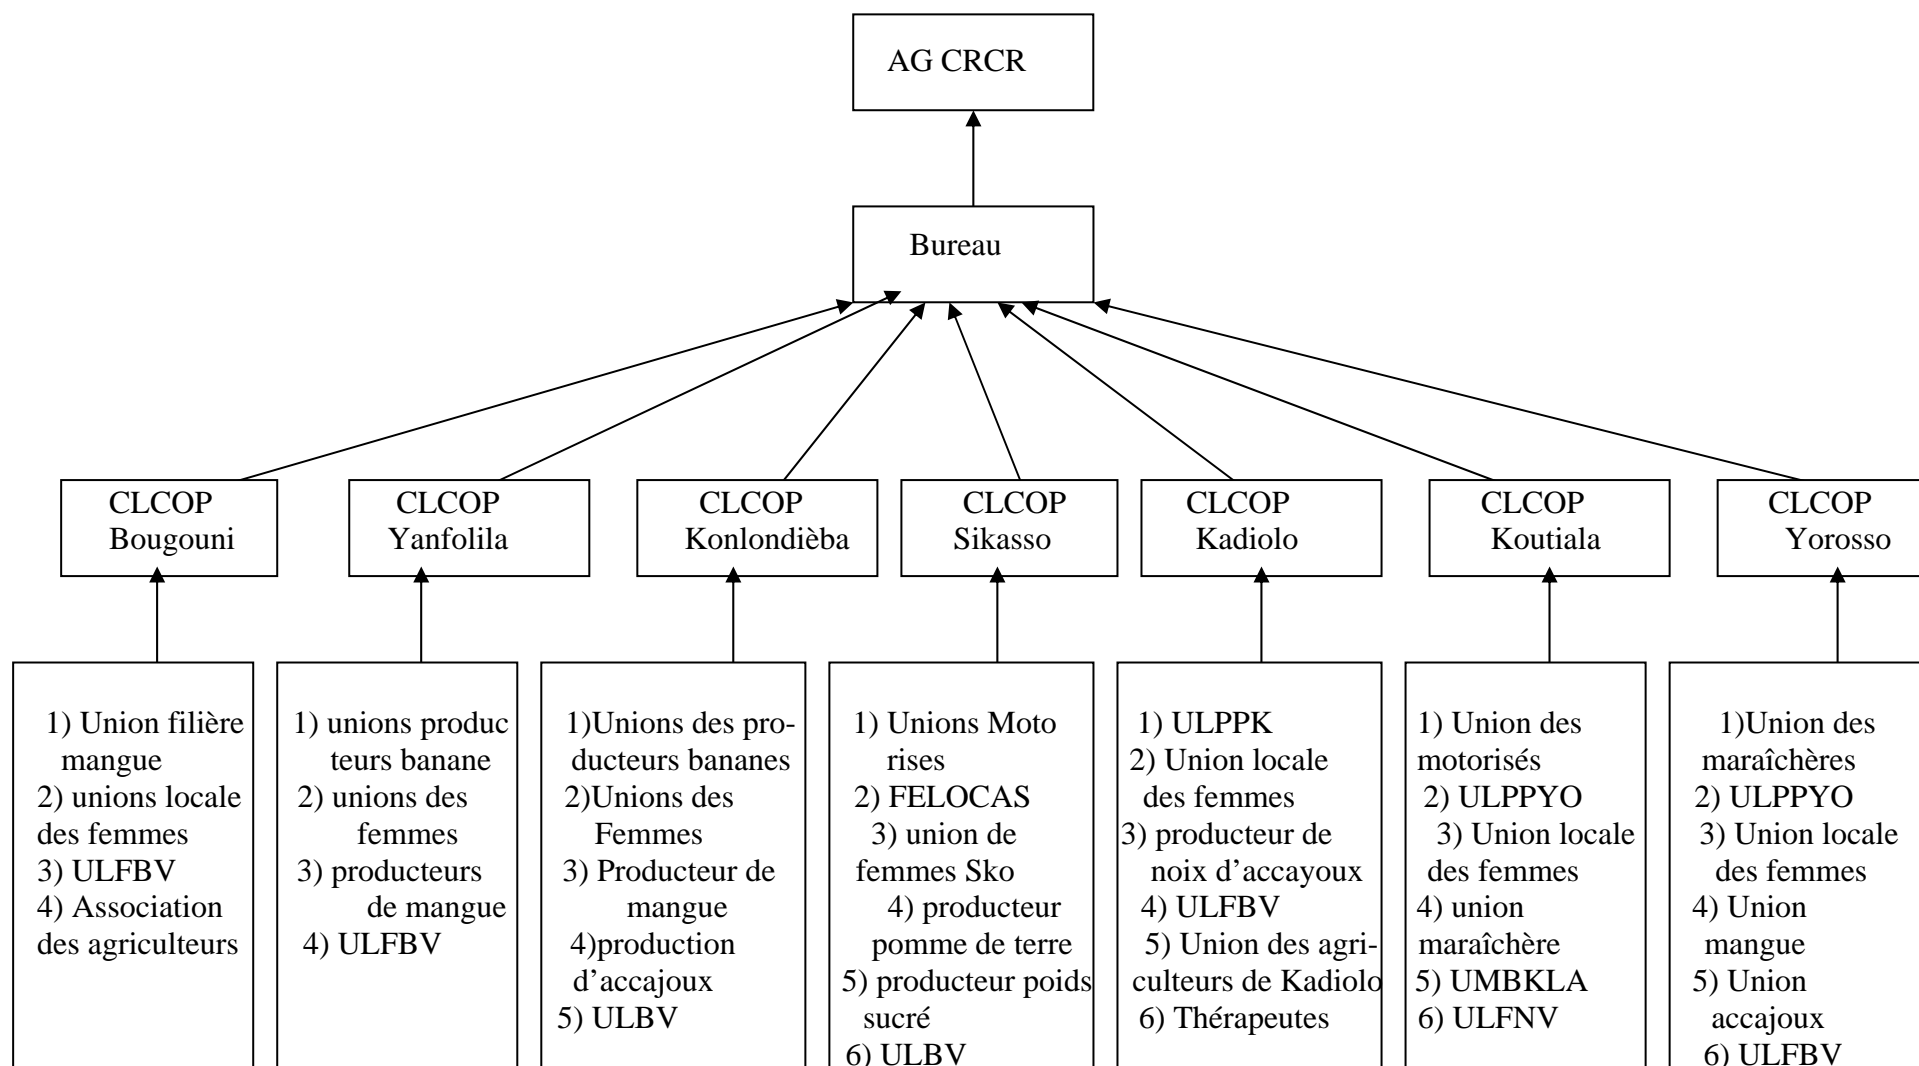 AG CRCR
Bureau
CLCOP
Bougouni
CLCOP
Yanfolila
CLCOP
Konlondièba
CLCOP
Sikasso
CLCOP
Kadiolo
CLCOP
Koutiala
CLCOP
Yorosso
1) Union filière
mangue
2) unions locale
des femmes
3) ULFBV
4) Association
des agriculteurs
1) unions produc
teurs banane
2) unions des
femmes
3) producteurs
de mangue
4) ULFBV
1)Unions des pro-
ducteurs bananes
2)Unions des
Femmes
3) Producteur de
mangue
4)production
d’accajoux
5) ULBV
1) Unions Moto
rises
2) FELOCAS
3) union de
femmes Sko
4) producteur
pomme de terre
5) producteur poids
sucré
6) ULBV
1) ULPPK
2) Union locale
des femmes
3) producteur de
noix d’accayoux
4) ULFBV
5) Union des agri-
culteurs de Kadiolo
6) Thérapeutes
1) Union des
motorisés
2) ULPPYO
3) Union locale
des femmes
4) union
maraîchère
5) UMBKLA
6) ULFNV
1)Union des
maraîchères
2) ULPPYO
3) Union locale
des femmes
4) Union
mangue
5) Union
accajoux
6) ULFBV